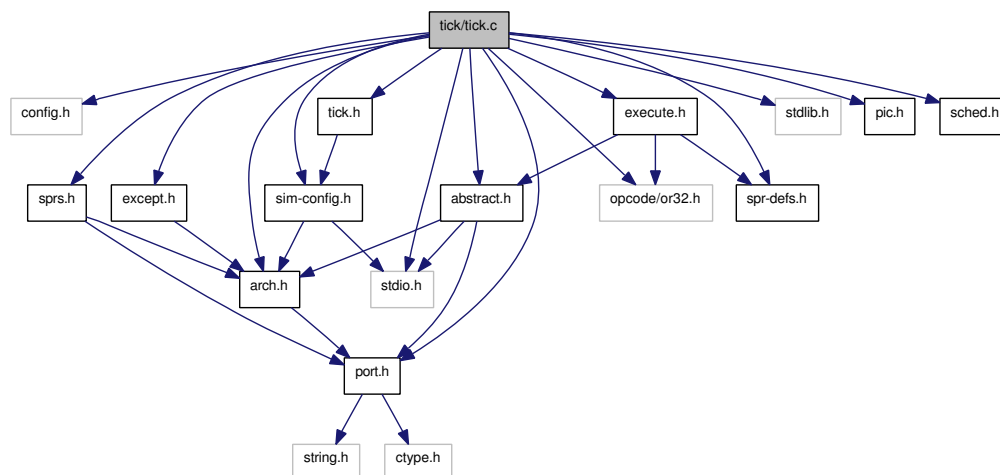 tick/tick.c
config.h
tick.h
execute.h
stdlib.h
pic.h
sched.h
sprs.h
except.h
sim-config.h
abstract.h
opcode/or32.h
spr-defs.h
arch.h
stdio.h
port.h
string.h
ctype.h